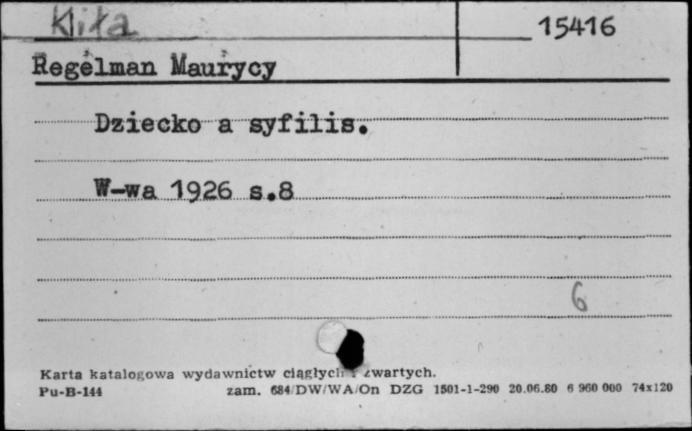 Kiła
15416
Regelman Maurycy
Dziecko a syfilis.
W-wa 1926 s.8
6
Karta katalogowa wydawnictw ciągłych i zwartych.
Pu-B-144 zam. 684/DW/WA/On DZG 1501-1-290 20.06.80 6 960 000 74x120